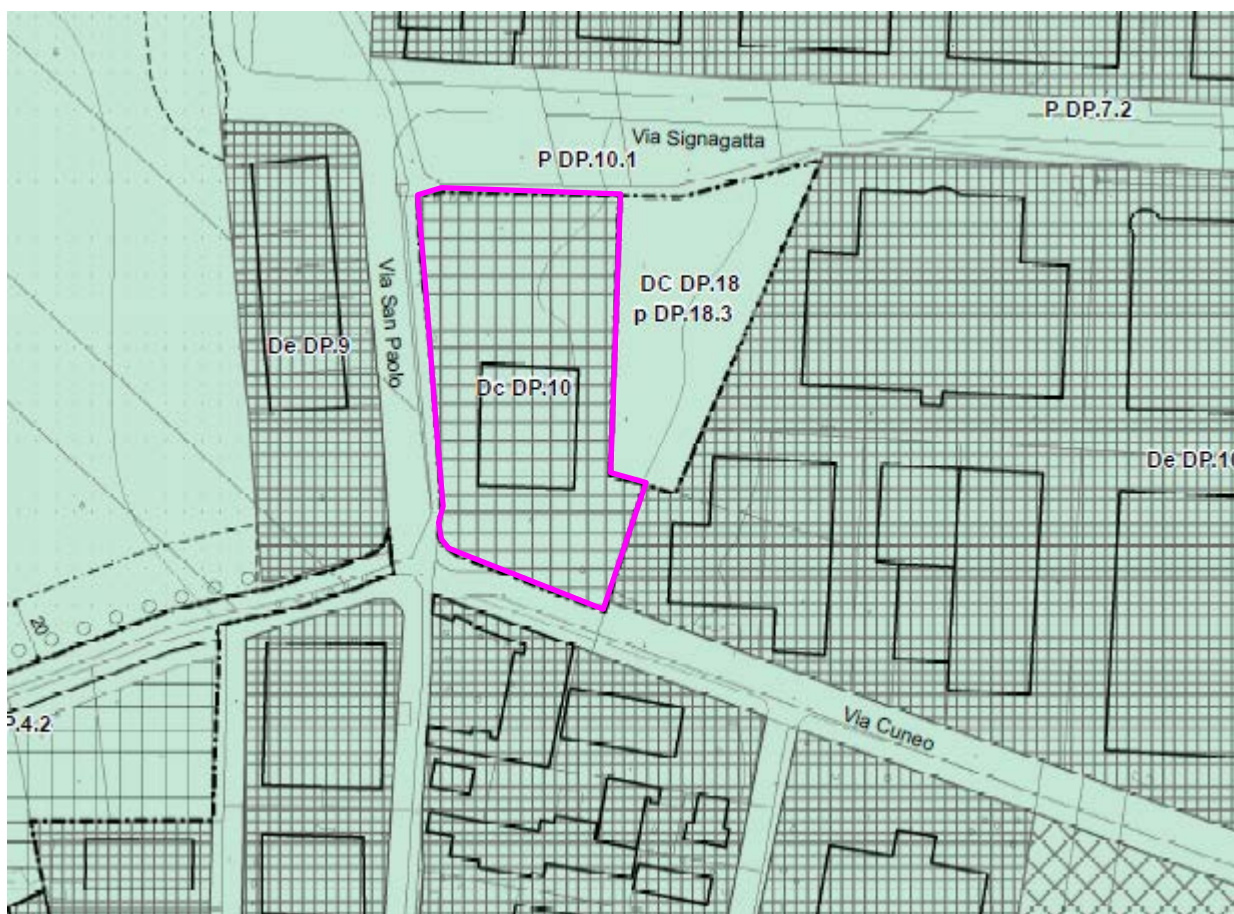 P DP.7.2
Via Signagatta
P DP.10.1
Via San Paolo
DC DP.18
p DP.18.3
De DP.9
Dc DP.10
De DP.10
20
P.4.2
Via Cuneo